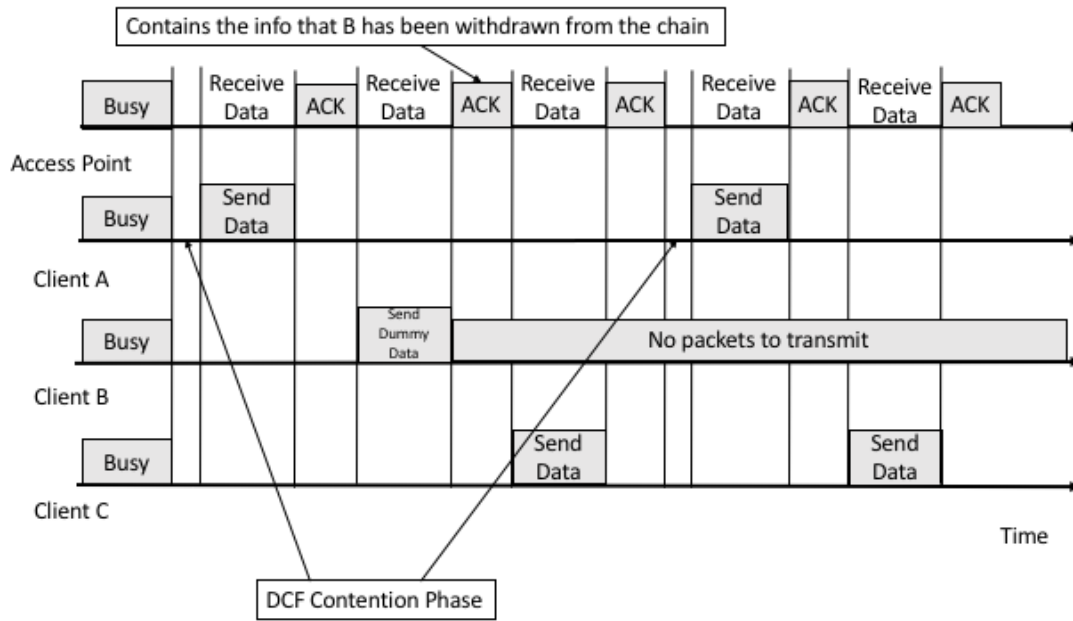 Contains the info that B has been withdrawn from the chain
Busy
Receive
Data
ACK
Receive
Data
ACK
Receive
Data
ACK
Receive
Data
ACK
Receive
Data
ACK
Access Point
Busy
Send
Data
Send
Data
Client A
Busy
Send
Dummy
Data
No packets to transmit
Client B
Busy
Send
Data
Send
Data
Client C
Time
DCF Contention Phase